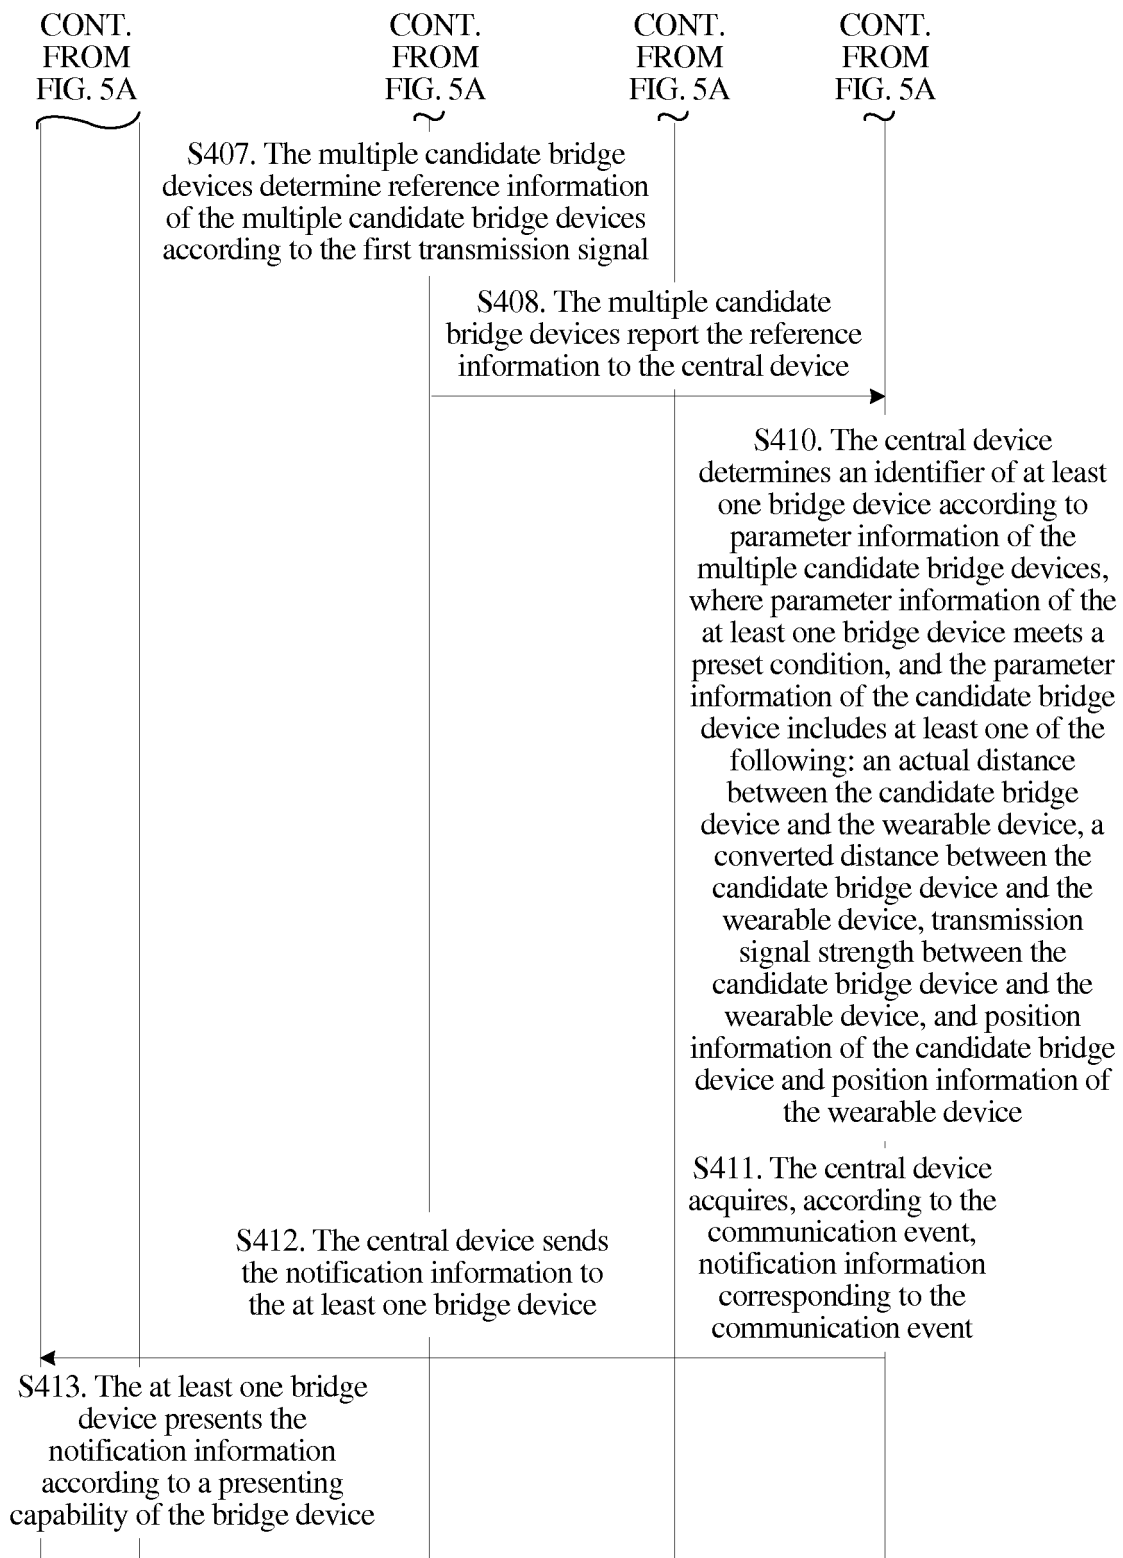 CONT.
FROM
FIG. 5A
CONT.
FROM
FIG. 5A
CONT.
FROM
FIG. 5A
CONT.
FROM
FIG. 5A
S407. The multiple candidate bridge
devices determine reference information
of the multiple candidate bridge devices
according to the first transmission signal
S408. The multiple candidate
bridge devices report the reference
information to the central device
S410. The central device
determines an identifier of at least
one bridge device according to
parameter information of the
multiple candidate bridge devices,
where parameter information of the
at least one bridge device meets a
preset condition, and the parameter
information of the candidate bridge
device includes at least one of the
following: an actual distance
between the candidate bridge
device and the wearable device, a
converted distance between the
candidate bridge device and the
wearable device, transmission
signal strength between the
candidate bridge device and the
wearable device, and position
information of the candidate bridge
device and position information of
the wearable device
S411. The central device
acquires, according to the
communication event,
notification information
corresponding to the
communication event
S412. The central device sends
the notification information to
the at least one bridge device
S413. The at least one bridge
device presents the
notification information
according to a presenting
capability of the bridge device